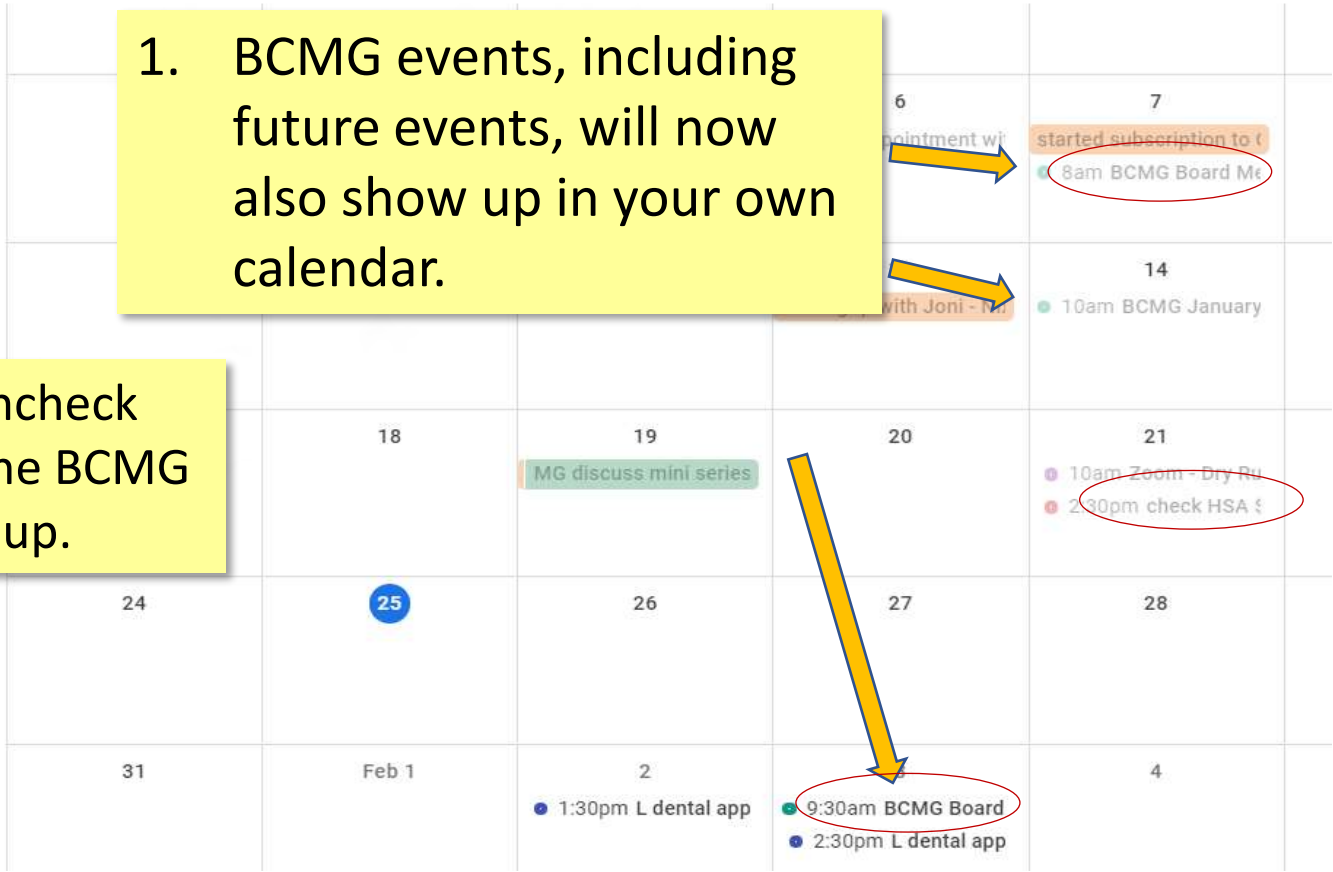 1. BCMG events, including
future events, will now
also show up in your own
calendar.
6
7
started subscription to
8am BCMG Board Me
14
with Joni -
10am BCMG January
BCMG
up.
18
19
20
21
MG discuss mini series
10am Zoom - Dry Ru
2:30pm check HSA S
24
25
26
27
28
31
Feb 1
2
4
1:30pm L dental app
9:30am BCMG Board
2:30pm L dental app